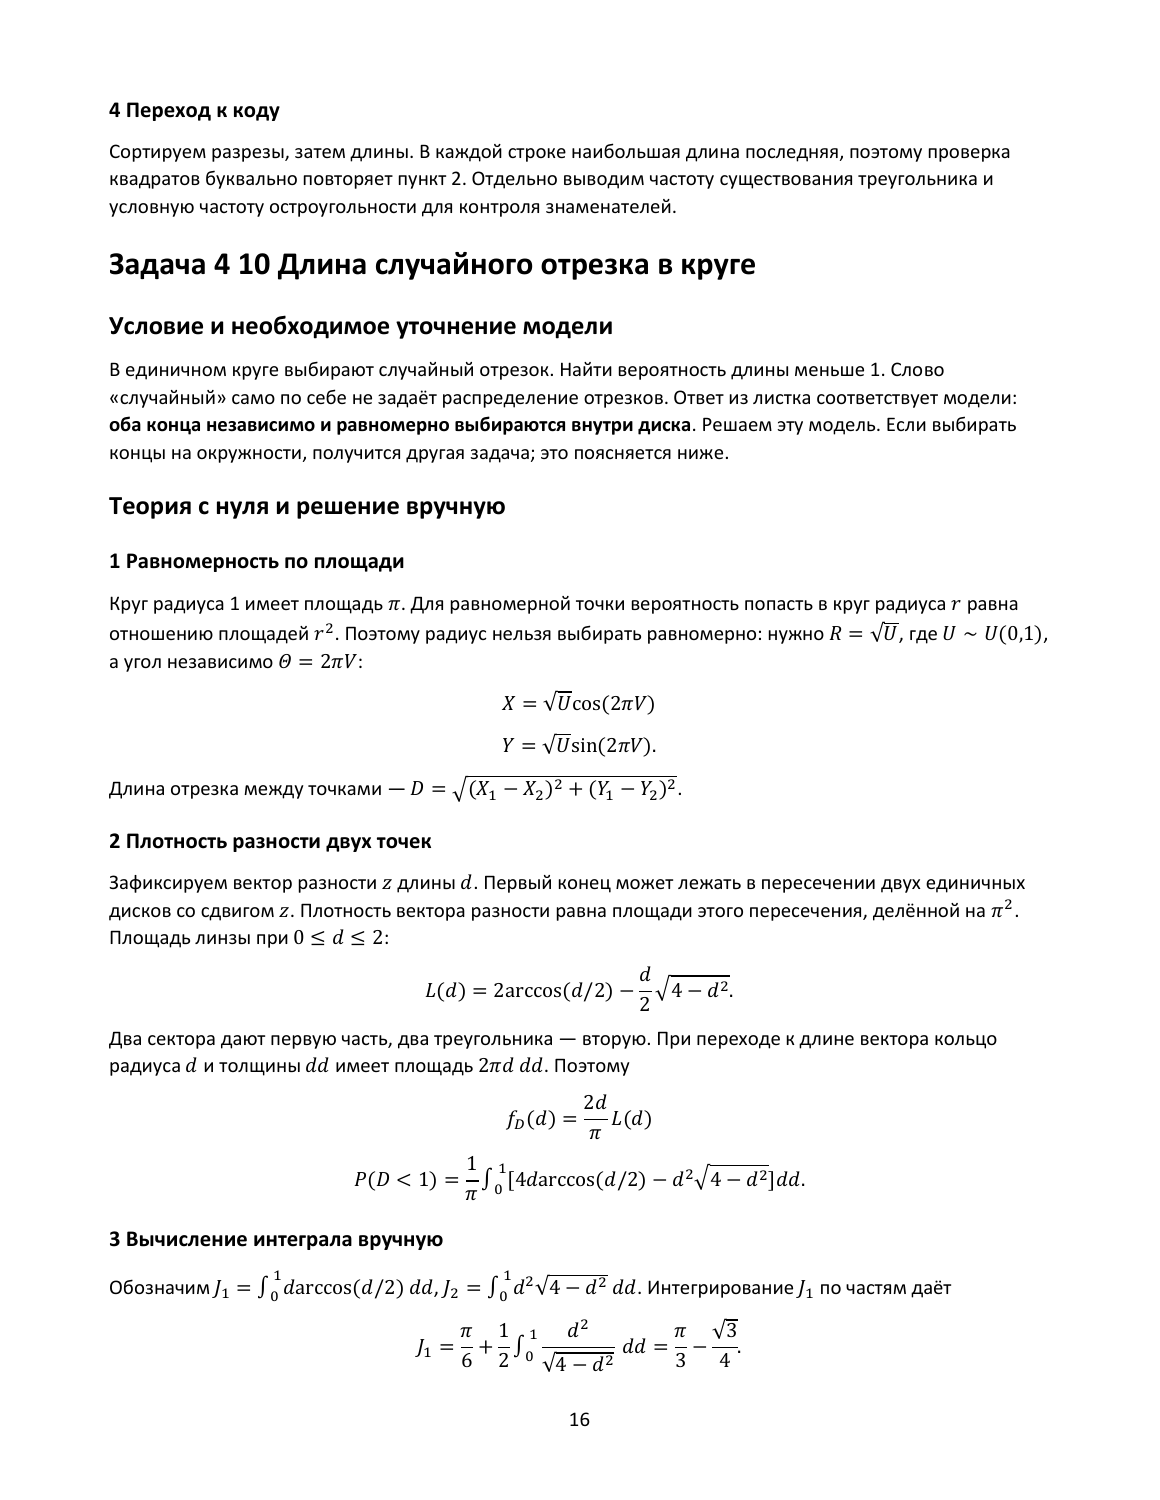 4 Переход к коду
Сортируем разрезы, затем длины. В каждой строке наибольшая длина последняя, поэтому проверка
квадратов буквально повторяет пункт 2. Отдельно выводим частоту существования треугольника и
условную частоту остроугольности для контроля знаменателей.
Задача 4 10 Длина случайного отрезка в круге
Условие и необходимое уточнение модели
В единичном круге выбирают случайный отрезок. Найти вероятность длины меньше 1. Слово
«случайный» само по себе не задаёт распределение отрезков. Ответ из листка соответствует модели:
оба конца независимо и равномерно выбираются внутри диска. Решаем эту модель. Если выбирать
концы на окружности, получится другая задача; это поясняется ниже.
Теория с нуля и решение вручную
1 Равномерность по площади
Круг радиуса 1 имеет площадь π. Для равномерной точки вероятность попасть в круг радиуса r равна
отношению площадей r². Поэтому радиус нельзя выбирать равномерно: нужно R = √U, где U ~ U(0,1),
а угол независимо Θ = 2πV:
X = √U cos(2πV)
Y = √U sin(2πV).
Длина отрезка между точками — D = √((X₁ − X₂)² + (Y₁ − Y₂)²).
2 Плотность разности двух точек
Зафиксируем вектор разности z длины d. Первый конец может лежать в пересечении двух единичных
дисков со сдвигом z. Плотность вектора разности равна площади этого пересечения, делённой на π².
Площадь линзы при 0 ≤ d ≤ 2:
L(d) = 2arccos(d/2) − d/2 √(4 − d²).
Два сектора дают первую часть, два треугольника — вторую. При переходе к длине вектора кольцо
радиуса d и толщины dd имеет площадь 2πd dd. Поэтому
f_D(d) = 2d/π L(d)
P(D < 1) = 1/π ∫₀¹[4darccos(d/2) − d²√(4 − d²)]dd.
3 Вычисление интеграла вручную
Обозначим J₁ = ∫₀¹ darccos(d/2) dd, J₂ = ∫₀¹ d²√(4 − d²) dd. Интегрирование J₁ по частям даёт
J₁ = π/6 + 1/2 ∫₀¹ d²/√(4 − d²) dd = π/3 − √3/4.
16